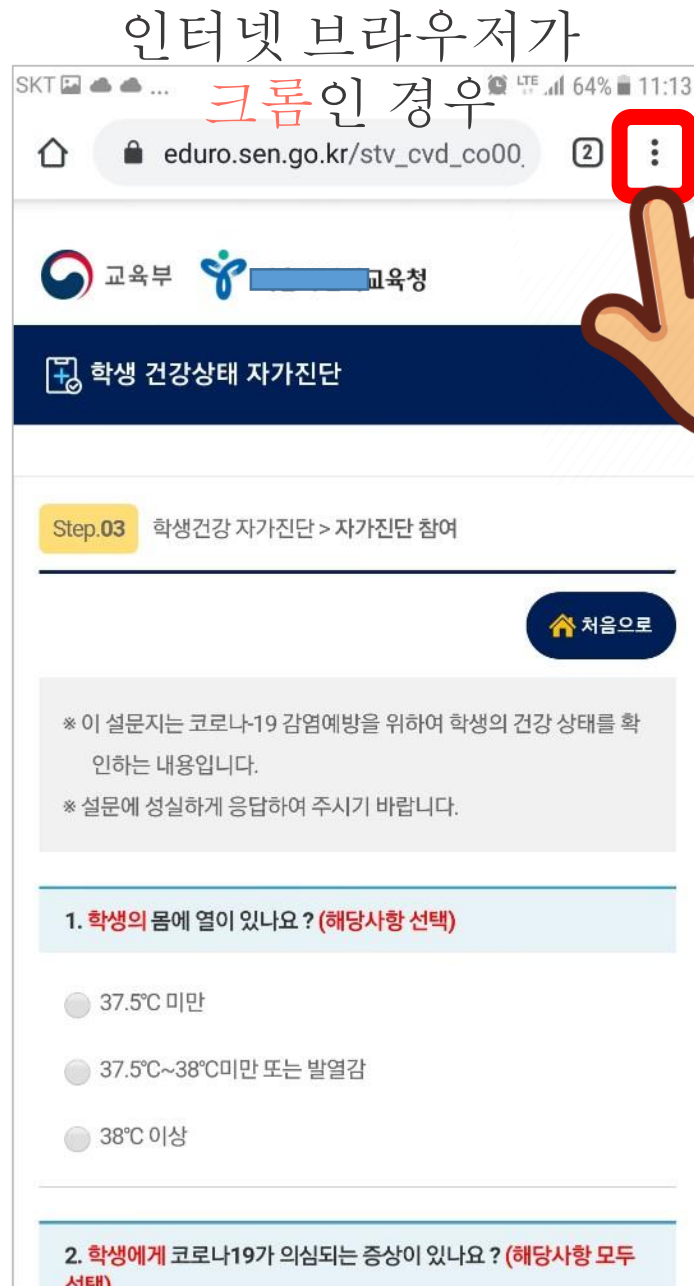 인터넷 브라우저가
크롬인 경우
SKT ... LTE 64% 11:13
eduro.sen.go.kr/stv_cvd_co00_ 2
교육부 교육청
학생 건강상태 자가진단
Step.03 학생건강 자가진단 > 자가진단 참여
처음으로
※ 이 설문지는 코로나-19 감염예방을 위하여 학생의 건강 상태를 확
인하는 내용입니다.
※ 설문에 성실하게 응답하여 주시기 바랍니다.
1. 학생의 몸에 열이 있나요 ? (해당사항 선택)
37.5℃ 미만
37.5℃~38℃미만 또는 발열감
38℃ 이상
2. 학생에게 코로나19가 의심되는 증상이 있나요 ? (해당사항 모두
선택)